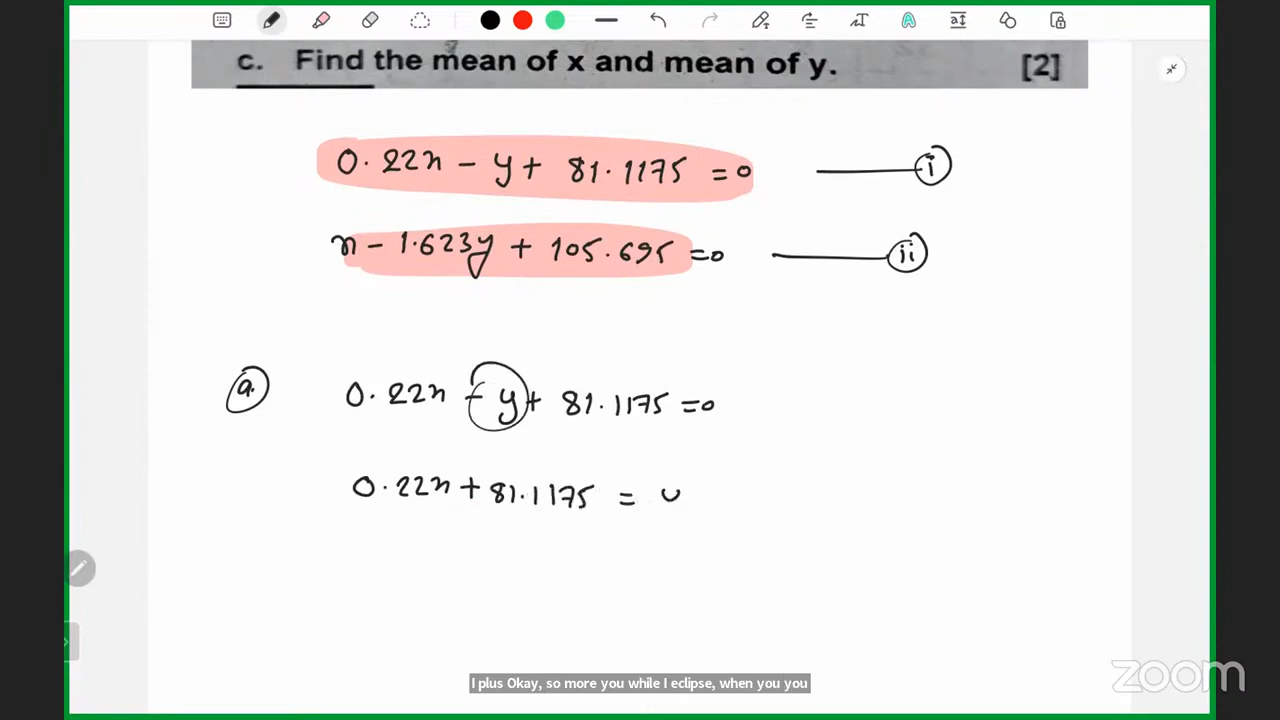 c. Find the mean of x and mean of y. [2]
0.22x - y + 81.1175 = 0 (i)
x - 1.623y + 105.695 = 0 (ii)
a. 0.22x - y + 81.1175 = 0
0.22x + 81.1175 =
I plus Okay, so more you while I eclipse, when you you
zoom